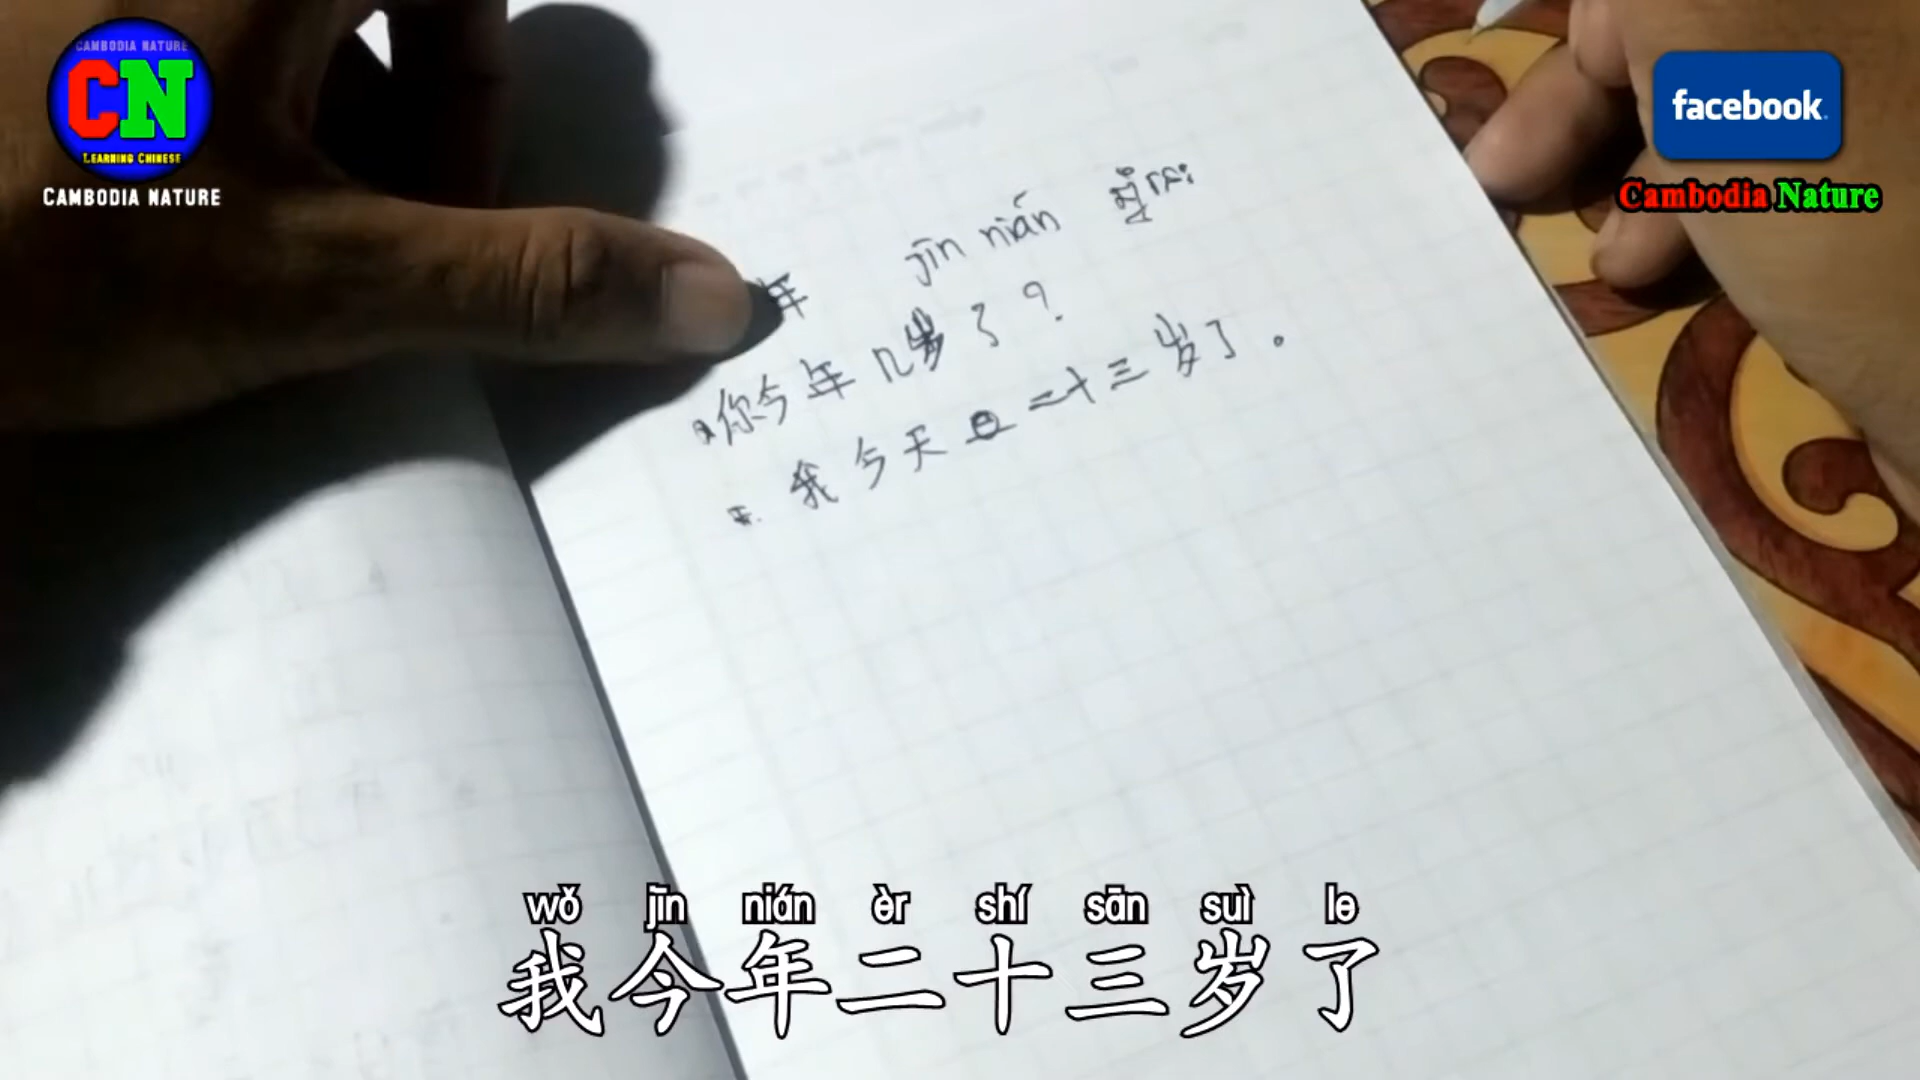 CAMBODIA NATURE
CN
LEARNING CHINESE
CAMBODIA NATURE
facebook
Cambodia Nature
年 jīn nián
你今年几岁了?
我今天 二十三岁了。
wǒ jīn nián èr shí sān suì le
我今年二十三岁了